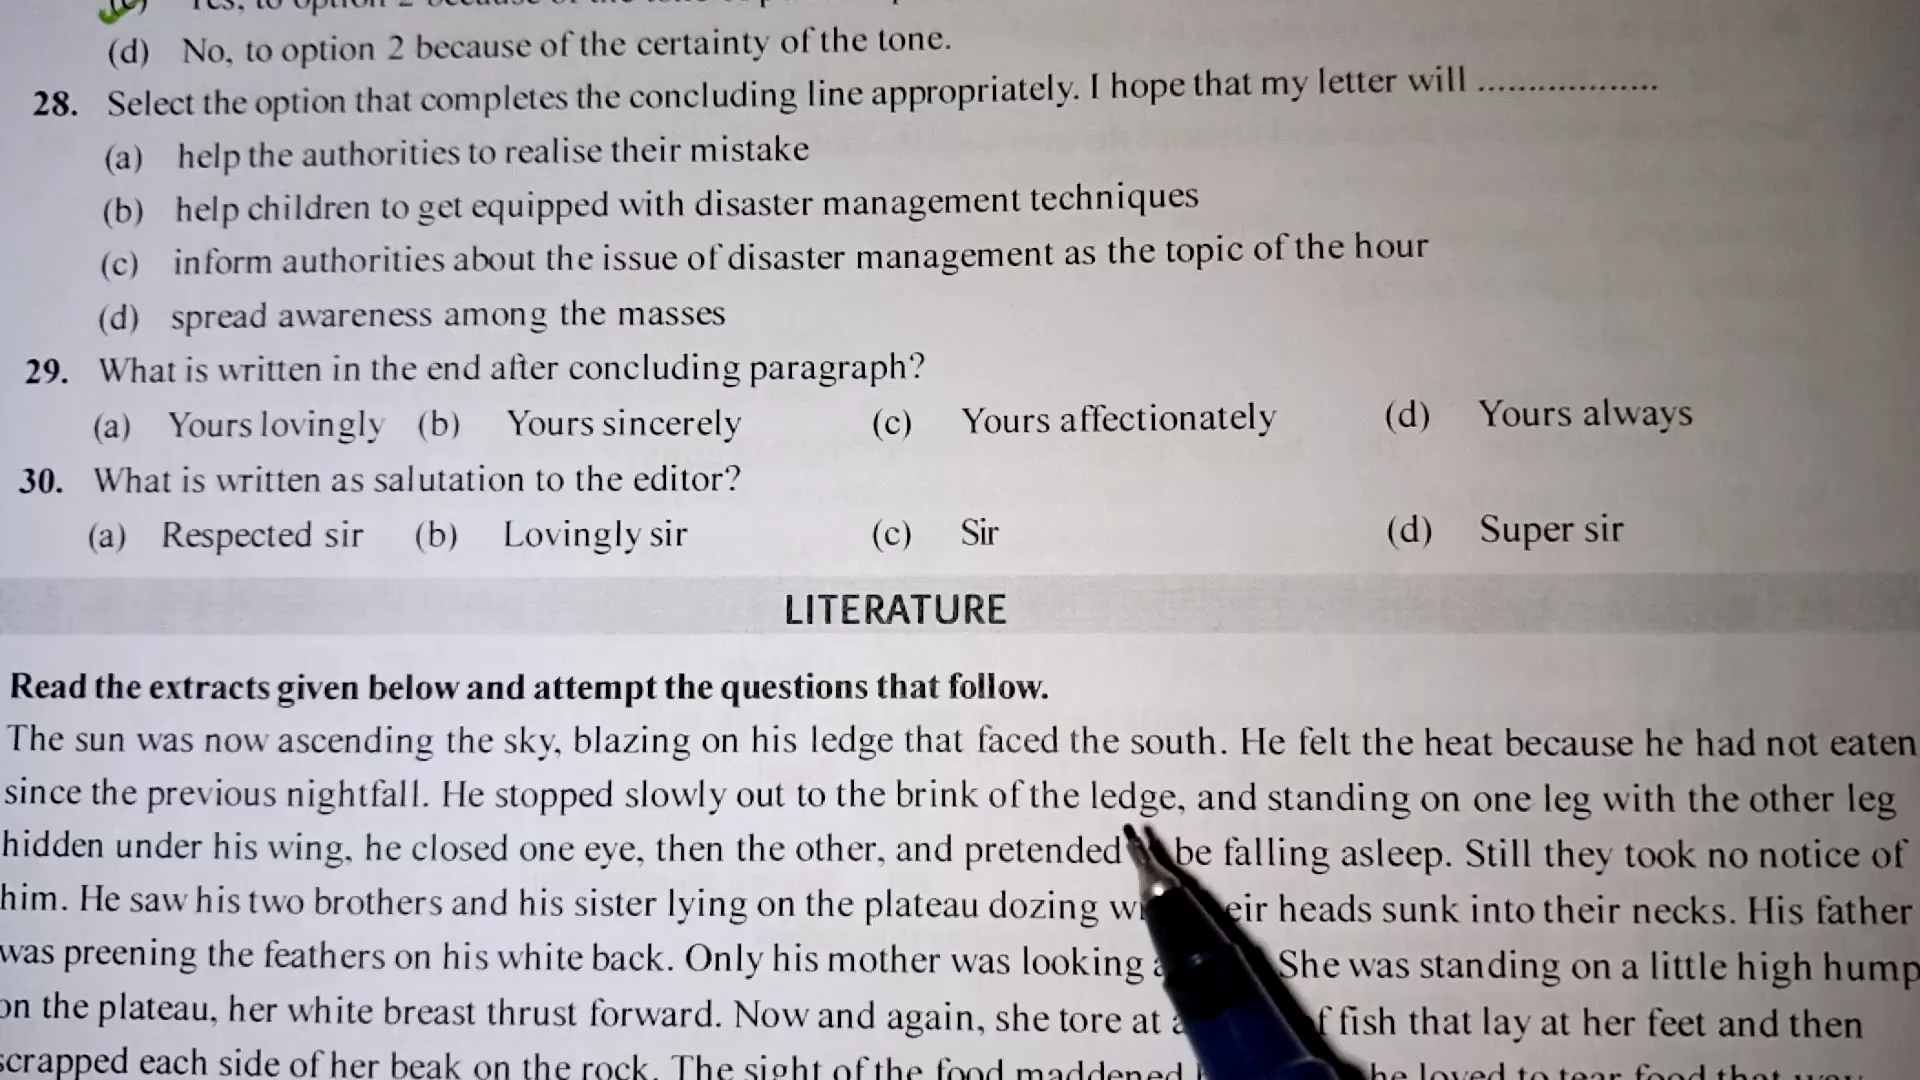 (d) No, to option 2 because of the certainty of the tone.
28. Select the option that completes the concluding line appropriately. I hope that my letter will ..................
(a) help the authorities to realise their mistake
(b) help children to get equipped with disaster management techniques
(c) inform authorities about the issue of disaster management as the topic of the hour
(d) spread awareness among the masses
29. What is written in the end after concluding paragraph?
(a) Yours lovingly (b) Yours sincerely (c) Yours affectionately (d) Yours always
30. What is written as salutation to the editor?
(a) Respected sir (b) Lovingly sir (c) Sir (d) Super sir
LITERATURE
Read the extracts given below and attempt the questions that follow.
The sun was now ascending the sky, blazing on his ledge that faced the south. He felt the heat because he had not eaten
since the previous nightfall. He stopped slowly out to the brink of the ledge, and standing on one leg with the other leg
hidden under his wing, he closed one eye, then the other, and pretended be falling asleep. Still they took no notice of
him. He saw his two brothers and his sister lying on the plateau dozing heads sunk into their necks. His father
was preening the feathers on his white back. Only his mother was looking She was standing on a little high hump
on the plateau, her white breast thrust forward. Now and again, she tore at fish that lay at her feet and then
scrapped each side of her beak on the rock. The sight of the food maddened he loved to tear food that way